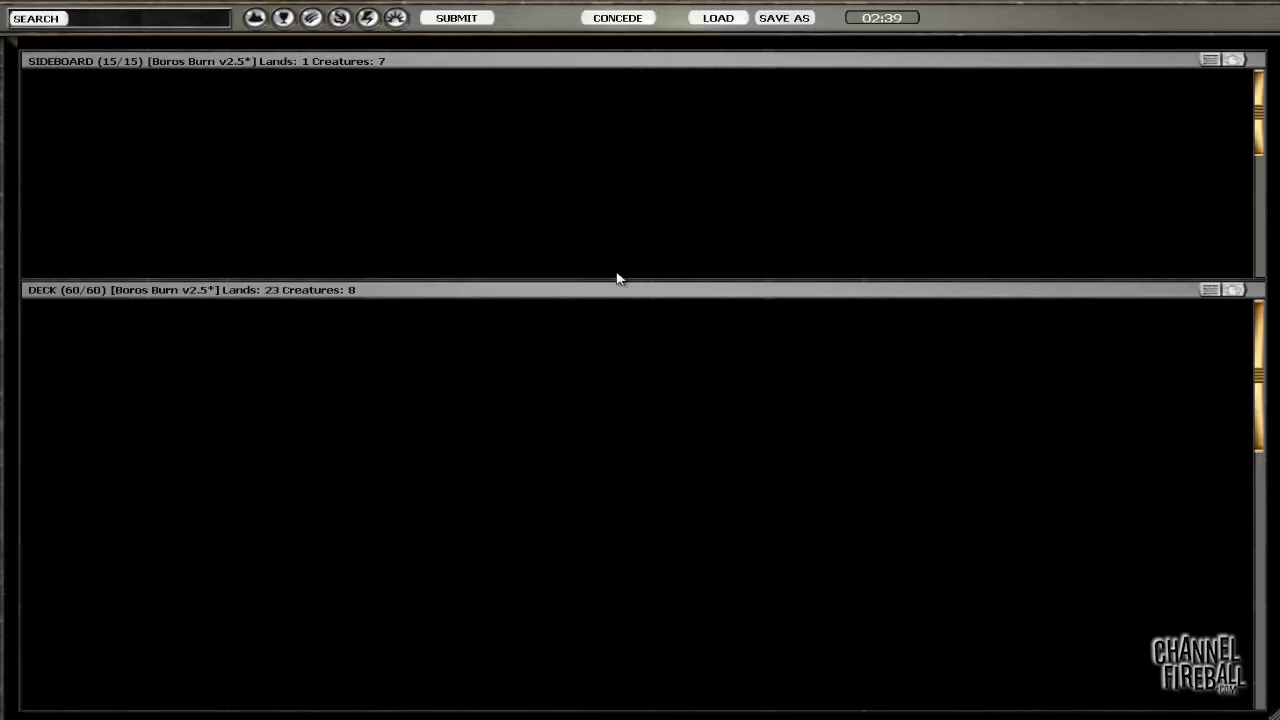 SEARCH SUBMIT CONCEDE LOAD SAVE AS 02:39
SIDEBOARD (15/15) [Boros Burn v2.5*] Lands: 1 Creatures: 7
DECK (60/60) [Boros Burn v2.5*] Lands: 23 Creatures: 8
CHANNEL
FIREBALL
.COM